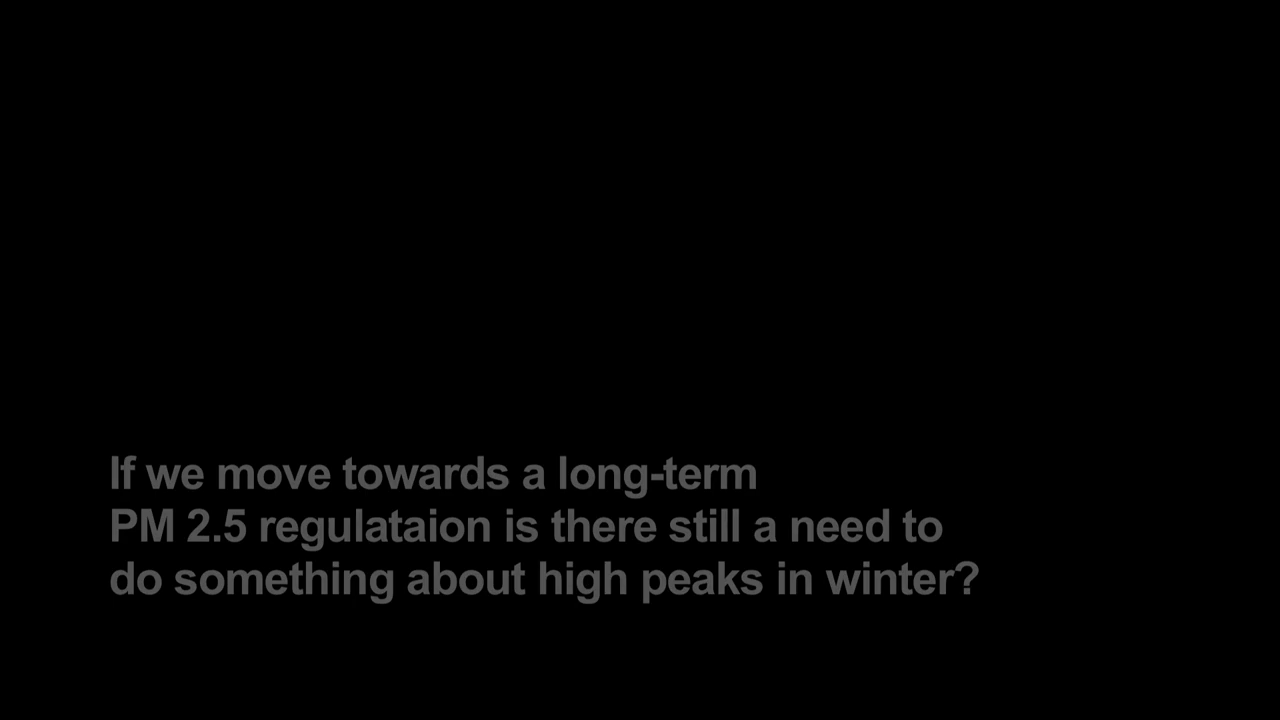 If we move towards a long-term
PM 2.5 regulataion is there still a need to
do something about high peaks in winter?